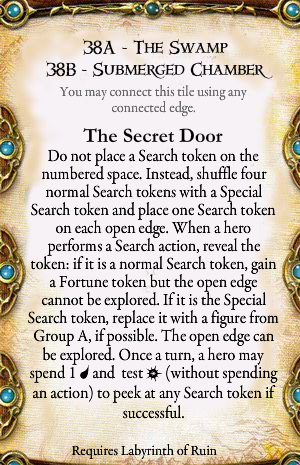 38A - The Swamp
38B - Submerged Chamber
You may connect this tile using any
connected edge.
The Secret Door
Do not place a Search token on the
numbered space. Instead, shuffle four
normal Search tokens with a Special
Search token and place one Search token
on each open edge. When a hero
performs a Search action, reveal the
token: if it is a normal Search token, gain
a Fortune token but the open edge
cannot be explored. If it is the Special
Search token, replace it with a figure from
Group A, if possible. The open edge can
be explored. Once a turn, a hero may
spend 1 and test (without spending
an action) to peek at any Search token if
successful.
Requires Labyrinth of Ruin